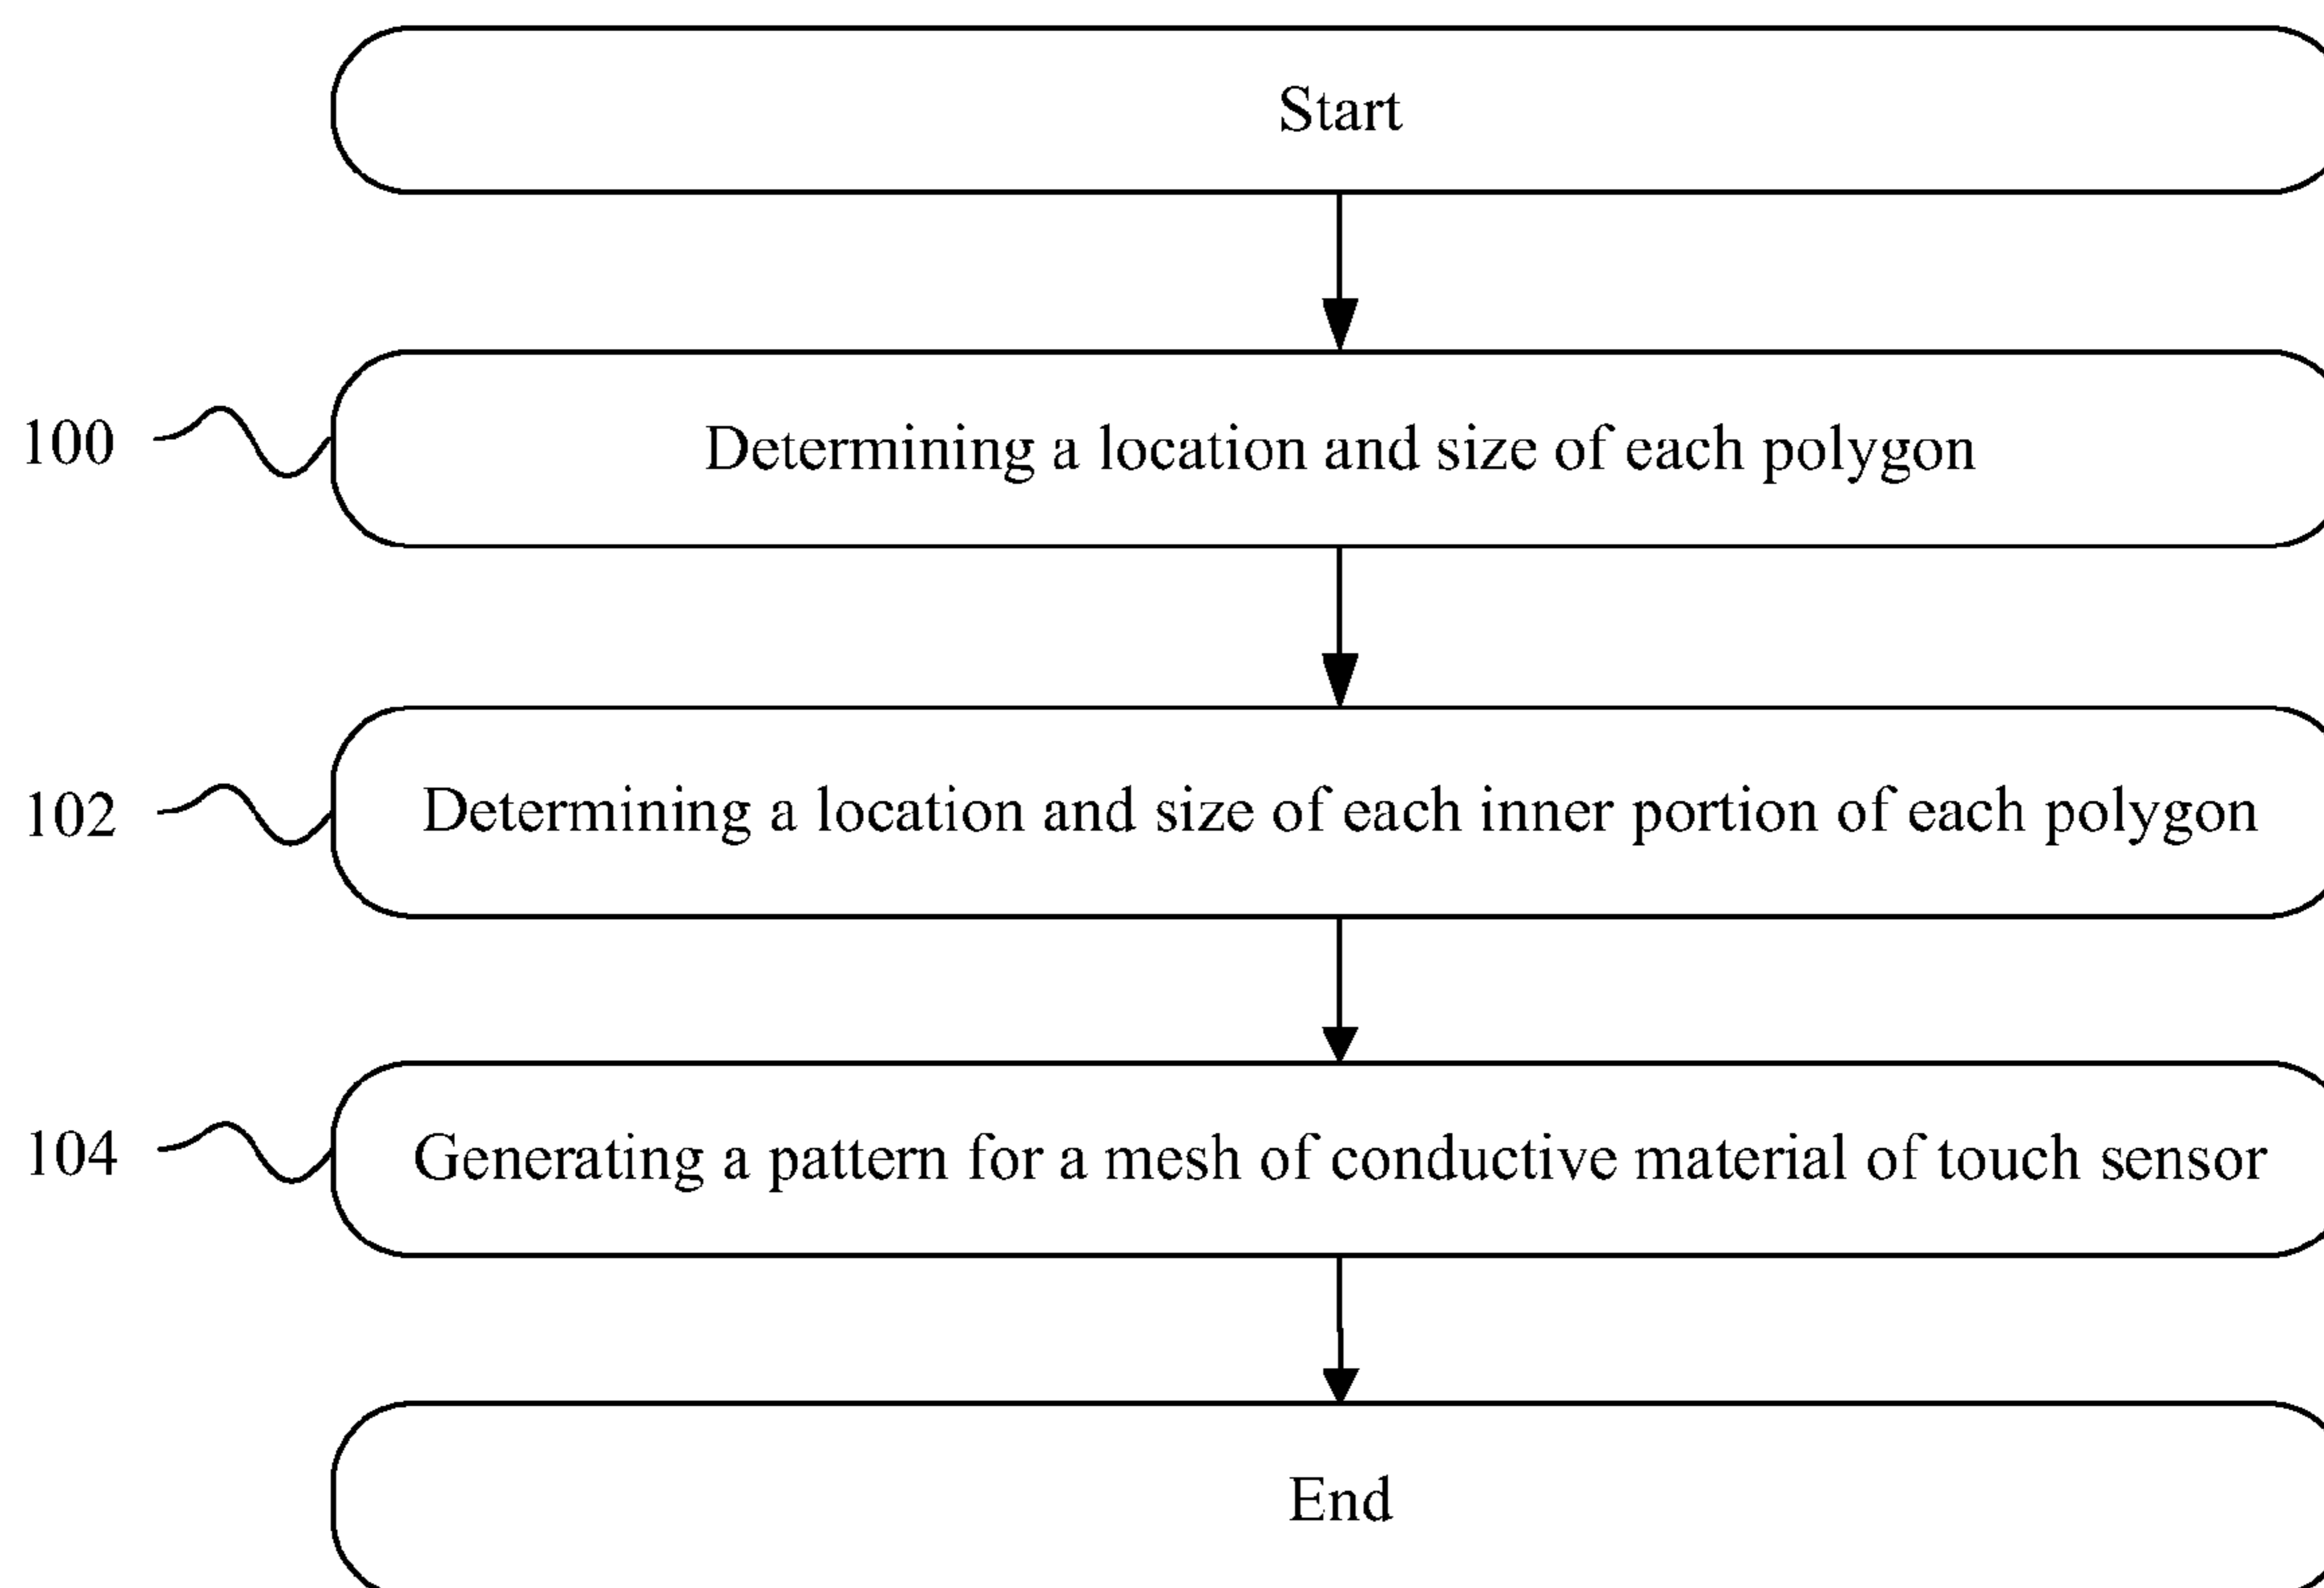 Start
100
Determining a location and size of each polygon
102
Determining a location and size of each inner portion of each polygon
104
Generating a pattern for a mesh of conductive material of touch sensor
End